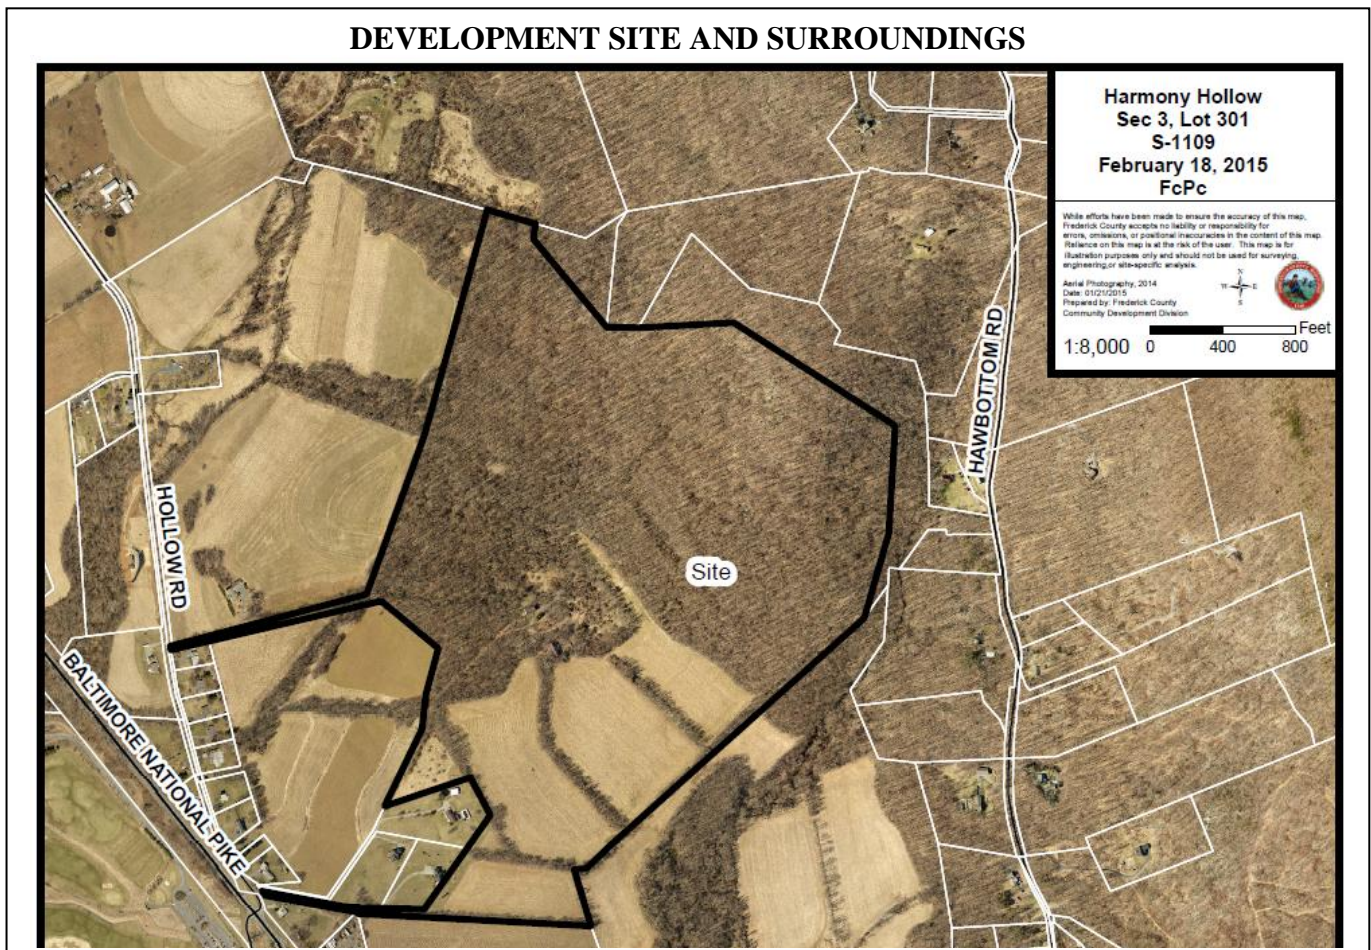 DEVELOPMENT SITE AND SURROUNDINGS
Harmony Hollow
Sec 3, Lot 301
S-1109
February 18, 2015
FcPc
While efforts have been made to ensure the accuracy of this map,
Frederick County accepts no liability or responsibility for
errors, omissions, or positional inaccuracies in the content of this map.
Reliance on this map is at the risk of the user. This map is for
illustration purposes only and should not be used for surveying,
engineering,or site-specific analysis.
Aerial Photography, 2014
Date: 01/21/2015
Prepared by: Frederick County
Community Development Division
N
W
E
S
Feet
1:8,000
0
400
800
HAWBOTTOM RD
HOLLOW RD
Site
BALTIMORE NATIONAL PIKE